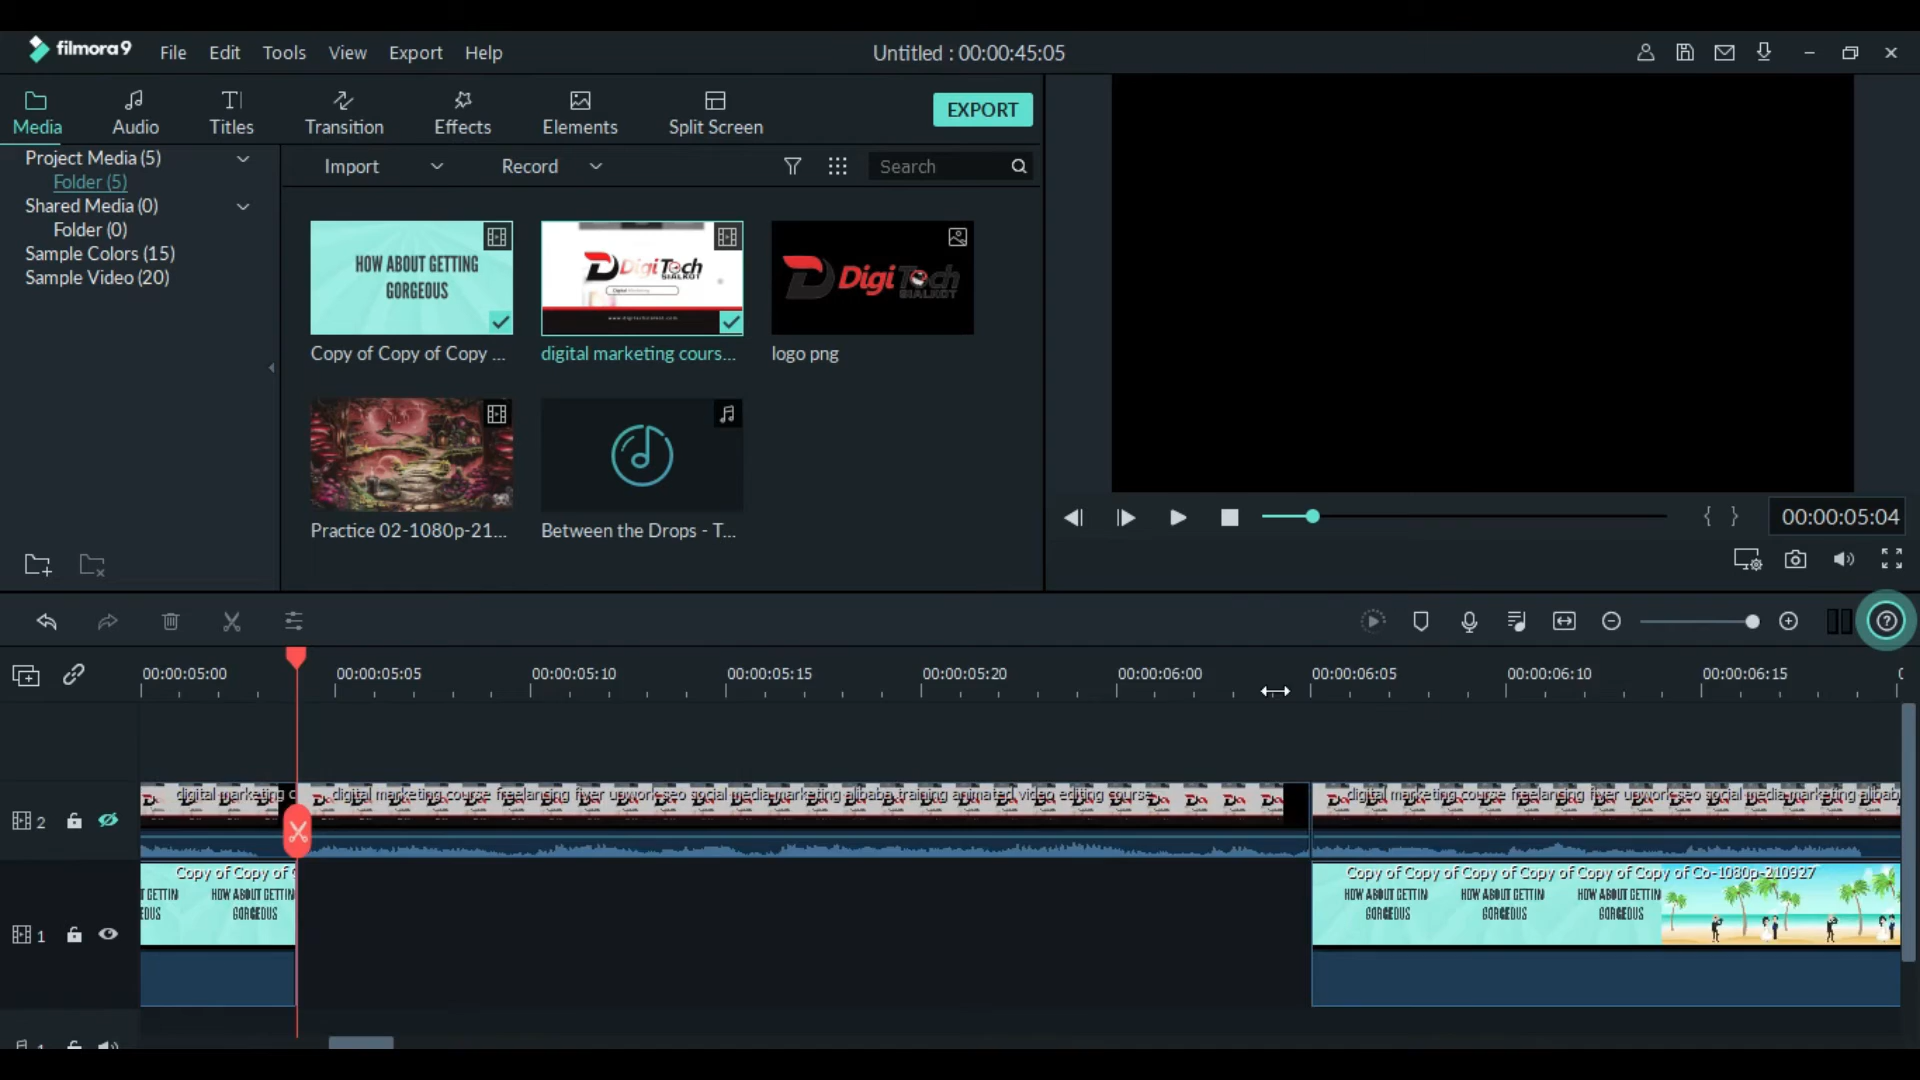 filmora9 File Edit Tools View Export Help Untitled : 00:00:45:05
Media Audio Titles Transition Effects Elements Split Screen EXPORT
Project Media (5)
Folder (5)
Shared Media (0)
Folder (0)
Sample Colors (15)
Sample Video (20)
Import Record Search
HOW ABOUT GETTING
GORGEOUS
Copy of Copy of Copy ...
DigiTech
SIALKOT
digital marketing cours...
DigiTech
SIALKOT
logo png
Practice 02-1080p-21...
Between the Drops - T...
00:00:05:04
00:00:05:00 00:00:05:05 00:00:05:10 00:00:05:15 00:00:05:20 00:00:06:00 00:00:06:05 00:00:06:10 00:00:06:15
2
digital marketing c
digital marketing course freelansing fiver upwork seo social media marketing alibaba training animated video editing course
digital marketing course freelansing fiver upwork seo social media marketing alibab
1
Copy of Copy of
HOW ABOUT GETTIN
GORGEOUS
Copy of Copy of Copy of Copy of Copy of Copy of Co-1080p-210927
HOW ABOUT GETTIN HOW ABOUT GETTIN HOW ABOUT GETTIN
GORGEOUS GORGEOUS GORGEOUS